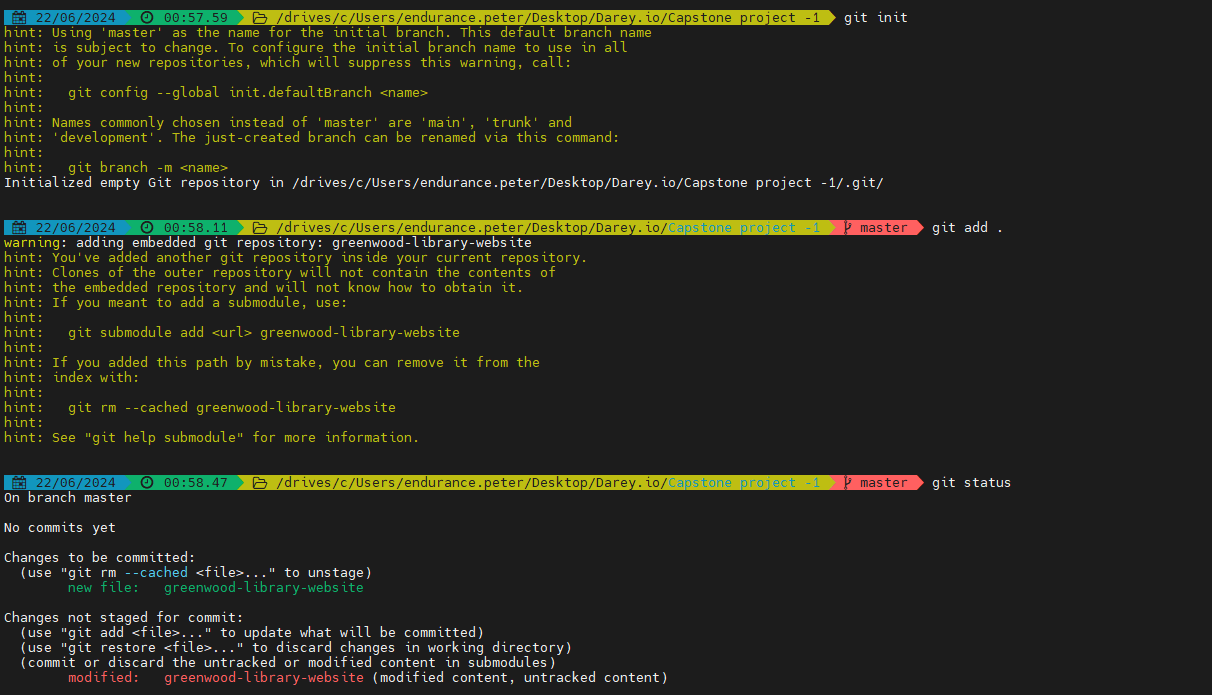 22/06/2024 00:57.59 /drives/c/Users/endurance.peter/Desktop/Darey.io/Capstone project -1 git init
hint: Using 'master' as the name for the initial branch. This default branch name
hint: is subject to change. To configure the initial branch name to use in all
hint: of your new repositories, which will suppress this warning, call:
hint:
hint:   git config --global init.defaultBranch <name>
hint:
hint: Names commonly chosen instead of 'master' are 'main', 'trunk' and
hint: 'development'. The just-created branch can be renamed via this command:
hint:
hint:   git branch -m <name>
Initialized empty Git repository in /drives/c/Users/endurance.peter/Desktop/Darey.io/Capstone project -1/.git/
22/06/2024 00:58.11 /drives/c/Users/endurance.peter/Desktop/Darey.io/Capstone project -1 master git add .
warning: adding embedded git repository: greenwood-library-website
hint: You've added another git repository inside your current repository.
hint: Clones of the outer repository will not contain the contents of
hint: the embedded repository and will not know how to obtain it.
hint: If you meant to add a submodule, use:
hint:
hint:   git submodule add <url> greenwood-library-website
hint:
hint: If you added this path by mistake, you can remove it from the
hint: index with:
hint:
hint:   git rm --cached greenwood-library-website
hint:
hint: See "git help submodule" for more information.
22/06/2024 00:58.47 /drives/c/Users/endurance.peter/Desktop/Darey.io/Capstone project -1 master git status
On branch master
No commits yet
Changes to be committed:
  (use "git rm --cached <file>..." to unstage)
        new file:   greenwood-library-website
Changes not staged for commit:
  (use "git add <file>..." to update what will be committed)
  (use "git restore <file>..." to discard changes in working directory)
  (commit or discard the untracked or modified content in submodules)
        modified:   greenwood-library-website (modified content, untracked content)